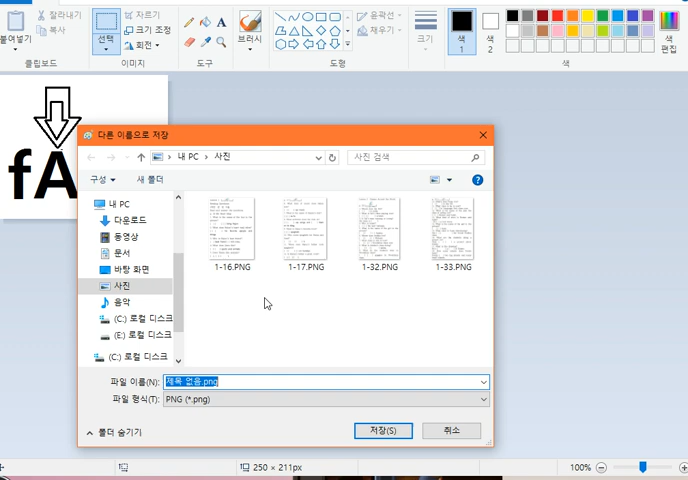 붙여넣기
잘라내기
복사
클립보드
선택
자르기
크기 조정
회전
이미지
A
도구
브러시
윤곽선
채우기
도형
크기
색
1
색
2
색
편집
색
fA
다른 이름으로 저장
내 PC > 사진
사진 검색
구성
새 폴더
내 PC
다운로드
동영상
문서
바탕 화면
사진
음악
(C:) 로컬 디스크
(E:) 로컬 디스크
(C:) 로컬 디스크
1-16.PNG
1-17.PNG
1-32.PNG
1-33.PNG
파일 이름(N):
제목 없음.png
파일 형식(T):
PNG (*.png)
폴더 숨기기
저장(S)
취소
250 × 211px
100%